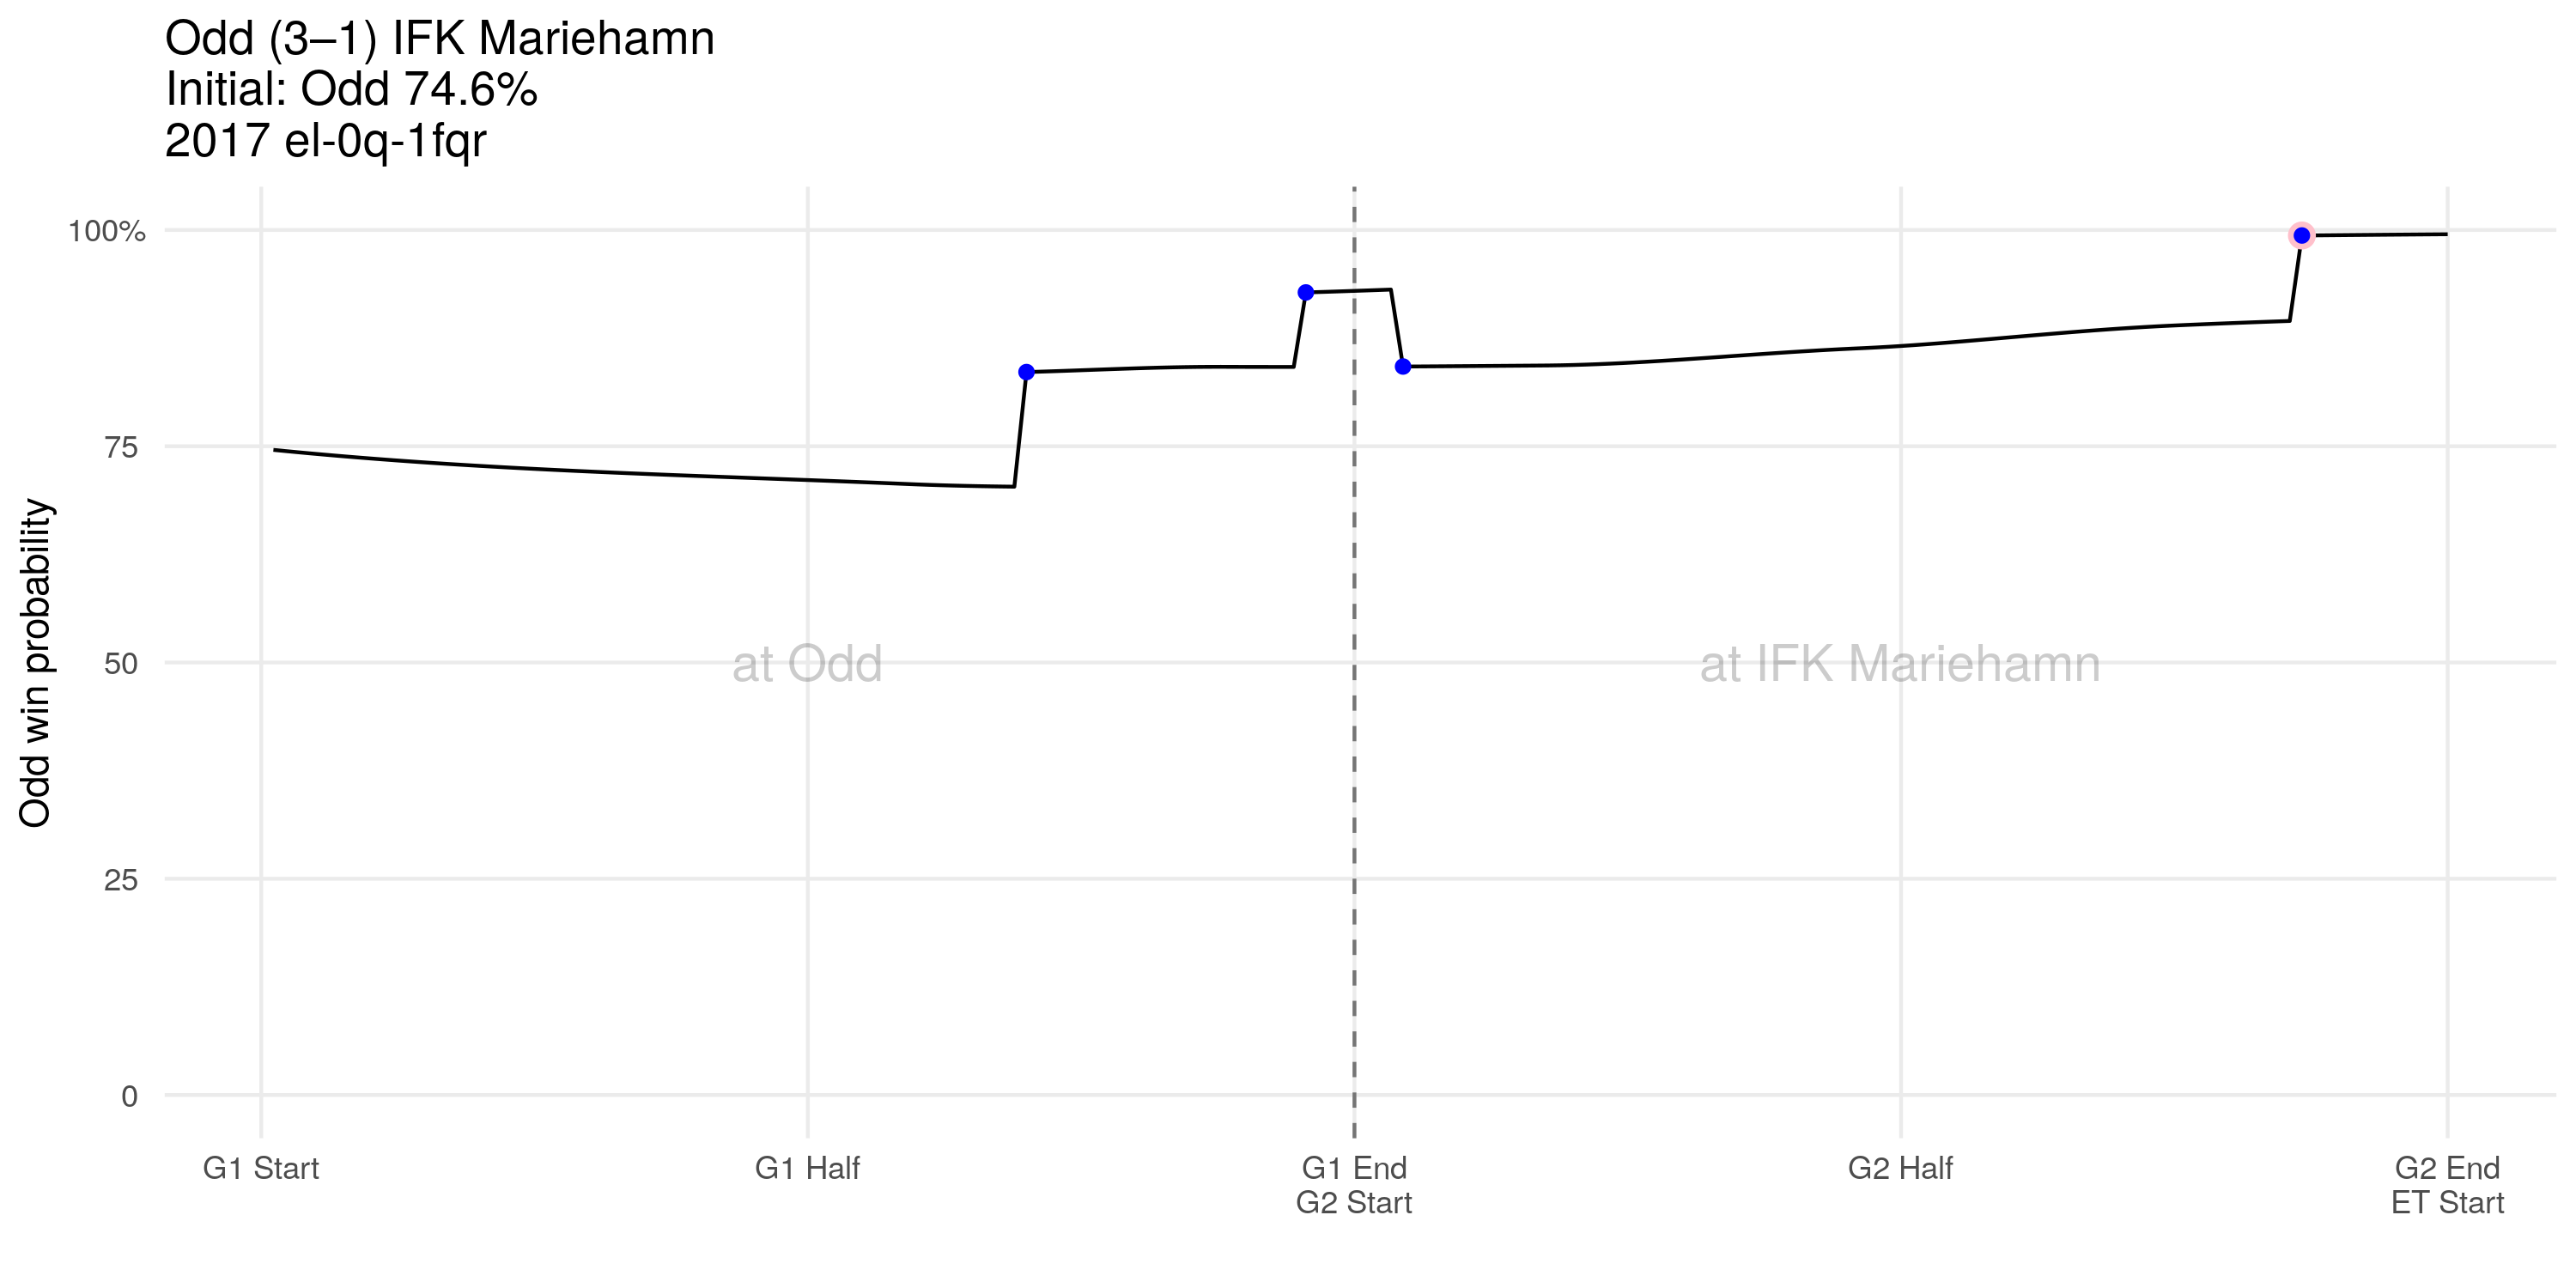 Odd (3–1) IFK Mariehamn
Initial: Odd 74.6%
2017 el-0q-1fqr
Odd win probability
100%
75
50
25
0
at Odd
at IFK Mariehamn
G1 Start
G1 Half
G1 End
G2 Start
G2 Half
G2 End
ET Start